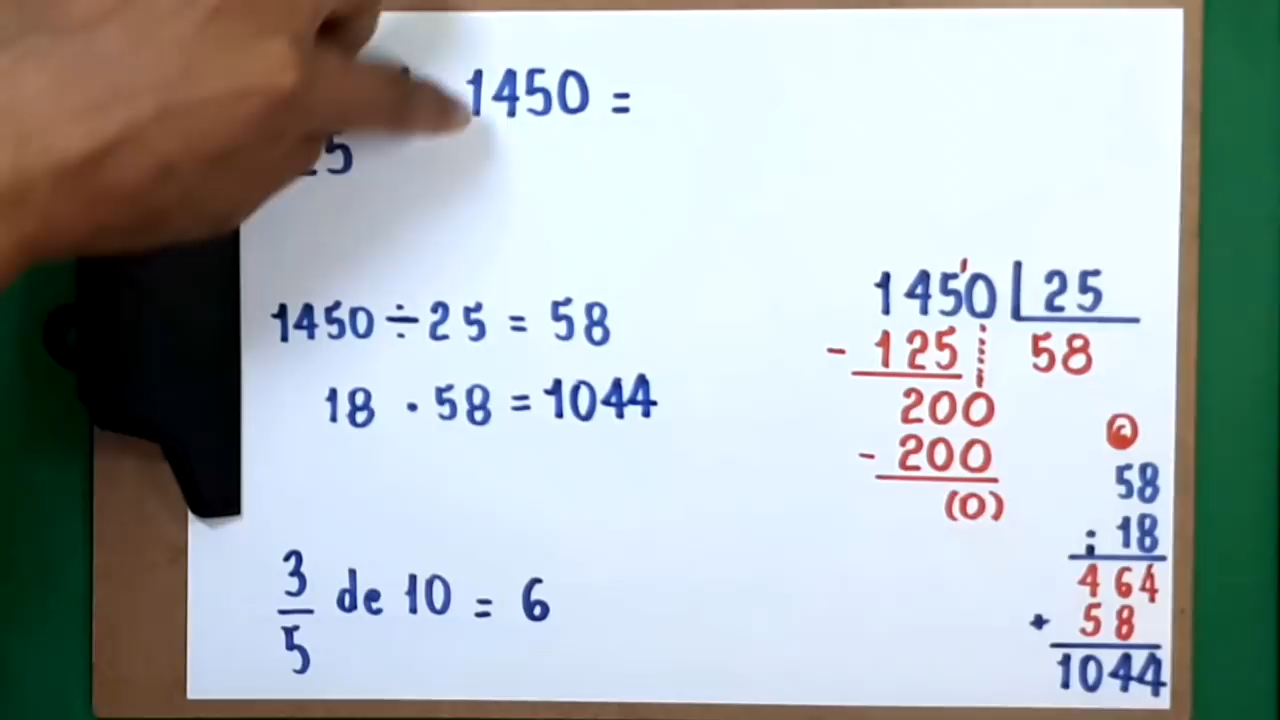 1450 =
25
1450 ÷ 25 = 58
18 · 58 = 1044
3/5 de 10 = 6
1450 | 25
- 125 58
200
- 200
(0)
58
· 18
464
+ 58
1044